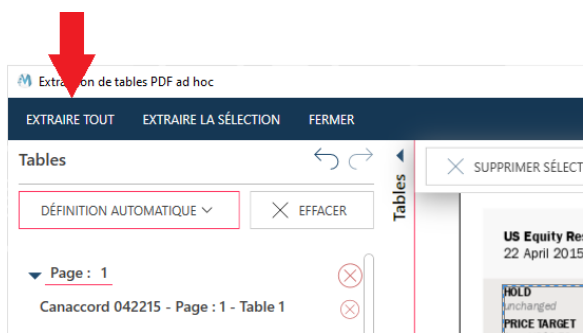 Extraction de tables PDF ad hoc
EXTRAIRE TOUT EXTRAIRE LA SÉLECTION FERMER
Tables
Tables
SUPPRIMER SÉLECT
DÉFINITION AUTOMATIQUE EFFACER
US Equity Res
22 April 2015
Page : 1
Canaccord 042215 - Page : 1 - Table 1
HOLD
unchanged
PRICE TARGET